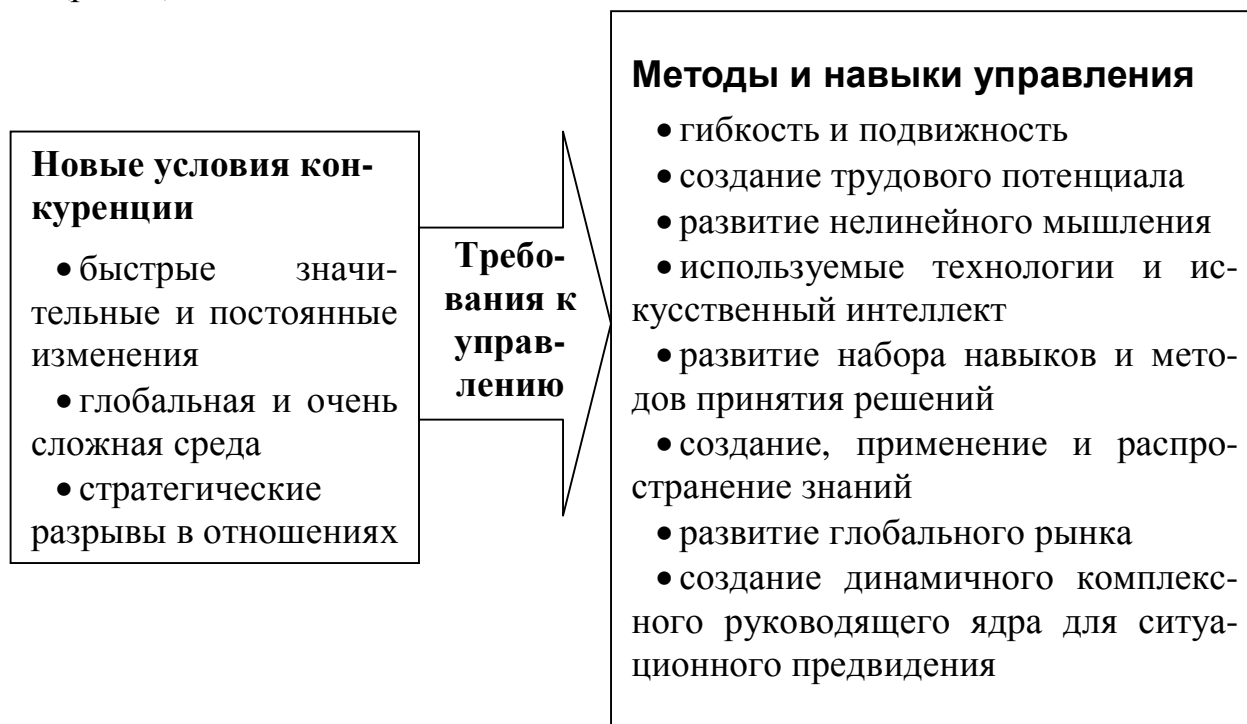 Новые условия кон-
куренции
• быстрые значи-
тельные и постоянные
изменения
• глобальная и очень
сложная среда
• стратегические
разрывы в отношениях
Требо-
вания к
управ-
лению
Методы и навыки управления
• гибкость и подвижность
• создание трудового потенциала
• развитие нелинейного мышления
• используемые технологии и ис-
кусственный интеллект
• развитие набора навыков и мето-
дов принятия решений
• создание, применение и распро-
странение знаний
• развитие глобального рынка
• создание динамичного комплекс-
ного руководящего ядра для ситуа-
ционного предвидения